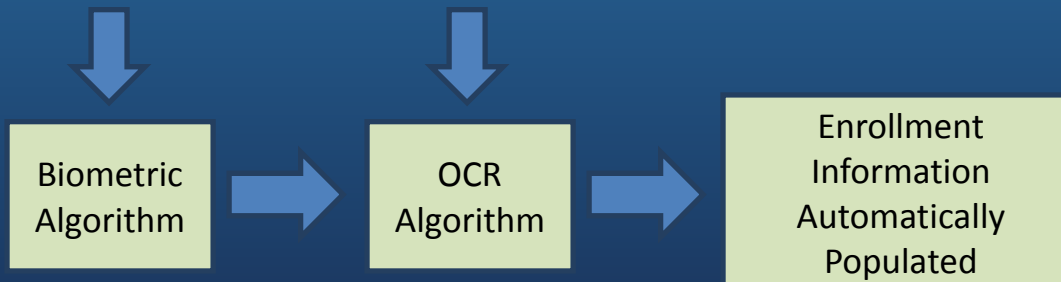 Biometric
Algorithm
OCR
Algorithm
Enrollment
Information
Automatically
Populated